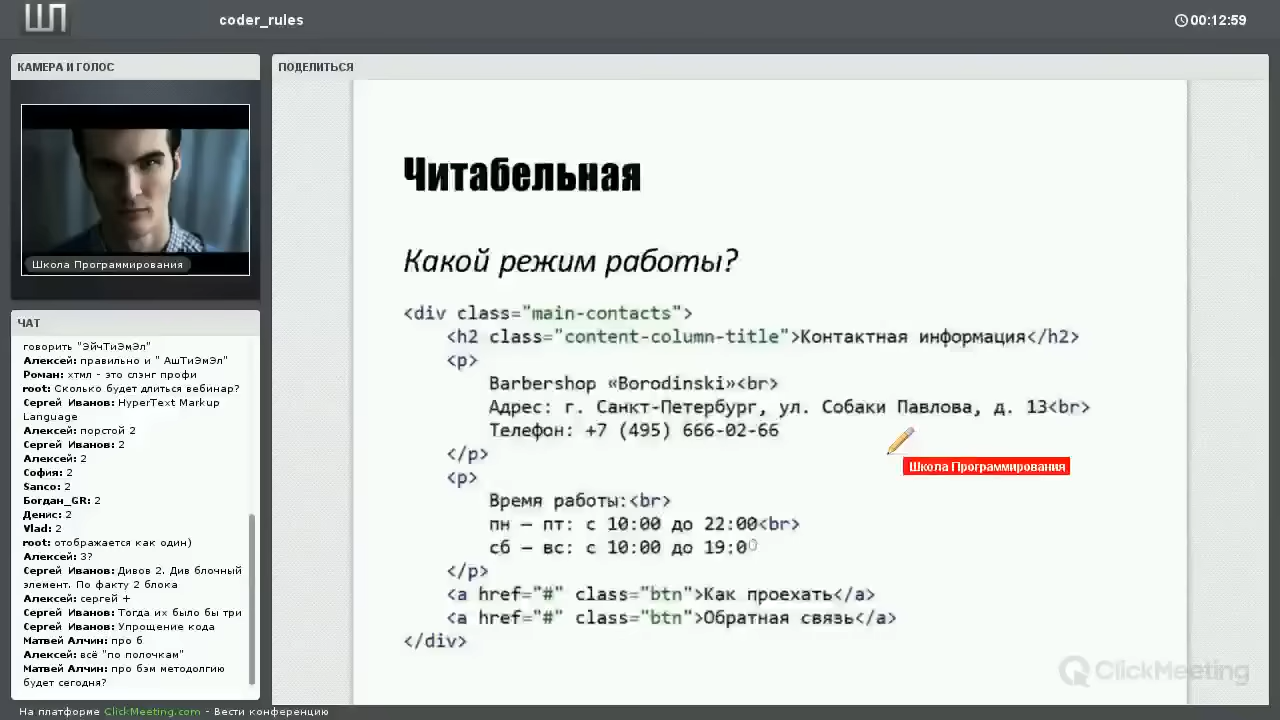 ШП
coder_rules
00:12:59
КАМЕРА И ГОЛОС
Школа Программирования
ЧАТ
говорить "ЭйчТиЭмЭл"
Алексей: правильно и " АшТиЭмЭл"
Роман: хтмл - это слэнг профи
root: Сколько будет длиться вебинар?
Сергей Иванов: HyperText Markup
Language
Алексей: порстой 2
Сергей Иванов: 2
Алексей: 2
София: 2
Sanco: 2
Богдан_GR: 2
Денис: 2
Vlad: 2
root: отображается как один)
Алексей: 3?
Сергей Иванов: Дивов 2. Див блочный
элемент. По факту 2 блока
Алексей: сергей +
Сергей Иванов: Тогда их было бы три
Сергей Иванов: Упрощение кода
Матвей Алчин: про б
Алексей: всё "по полочкам"
Матвей Алчин: про бэм методолгию
будет сегодня?
ПОДЕЛИТЬСЯ
Читабельная
Какой режим работы?
<div class="main-contacts">
<h2 class="content-column-title">Контактная информация</h2>
<p>
Barbershop «Borodinski»<br>
Адрес: г. Санкт-Петербург, ул. Собаки Павлова, д. 13<br>
Телефон: +7 (495) 666-02-66
Школа Программирования
</p>
<p>
Время работы:<br>
пн – пт: с 10:00 до 22:00<br>
сб – вс: с 10:00 до 19:00
</p>
<a href="#" class="btn">Как проехать</a>
<a href="#" class="btn">Обратная связь</a>
</div>
ClickMeeting
На платформе ClickMeeting.com - Вести конференцию